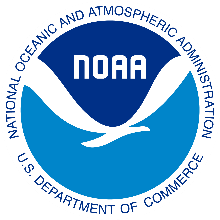 NATIONAL OCEANIC AND ATMOSPHERIC ADMINISTRATION
NOAA
U.S. DEPARTMENT OF COMMERCE